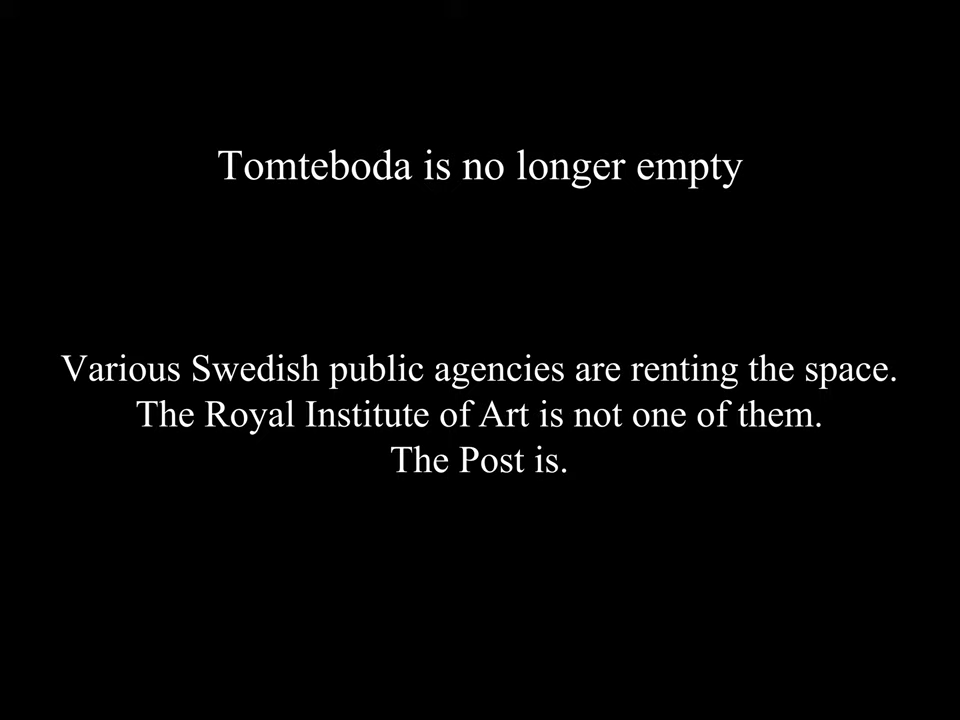 Tomteboda is no longer empty
Various Swedish public agencies are renting the space.
The Royal Institute of Art is not one of them.
The Post is.